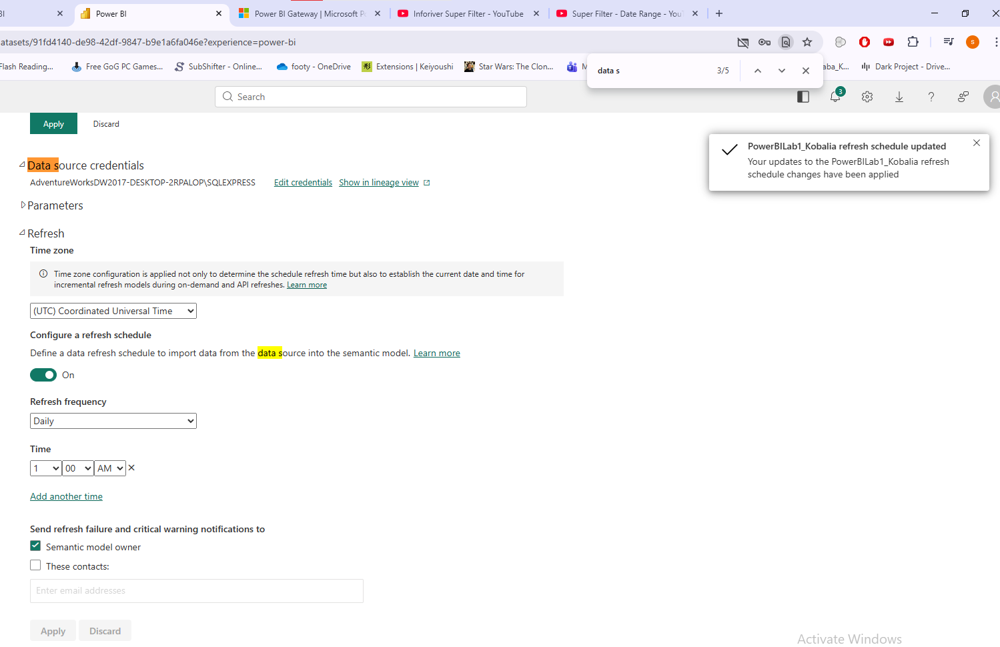 BI
Power BI
Power BI Gateway | Microsoft Po
Inforiver Super Filter - YouTube
Super Filter - Date Range - YouT
atasets/91fd4140-de98-42df-9847-b9e1a6fa046e?experience=power-bi
s
lash Reading...
Free GoG PC Games...
SubShifter - Online...
footy - OneDrive
Extensions | Keiyoushi
Star Wars: The Clon...
M
aba_K...
Dark Project - Drive...
data s
3/5
Search
3
Apply
Discard
PowerBILab1_Kobalia refresh schedule updated
Your updates to the PowerBILab1_Kobalia refresh
schedule changes have been applied
Data source credentials
AdventureWorksDW2017-DESKTOP-2RPALOP\SQLEXPRESS
Edit credentials
Show in lineage view
Parameters
Refresh
Time zone
Time zone configuration is applied not only to determine the schedule refresh time but also to establish the current date and time for
incremental refresh models during on-demand and API refreshes. Learn more
(UTC) Coordinated Universal Time
Configure a refresh schedule
Define a data refresh schedule to import data from the data source into the semantic model. Learn more
On
Refresh frequency
Daily
Time
1 00 AM
Add another time
Send refresh failure and critical warning notifications to
Semantic model owner
These contacts:
Enter email addresses
Apply
Discard
Activate Windows